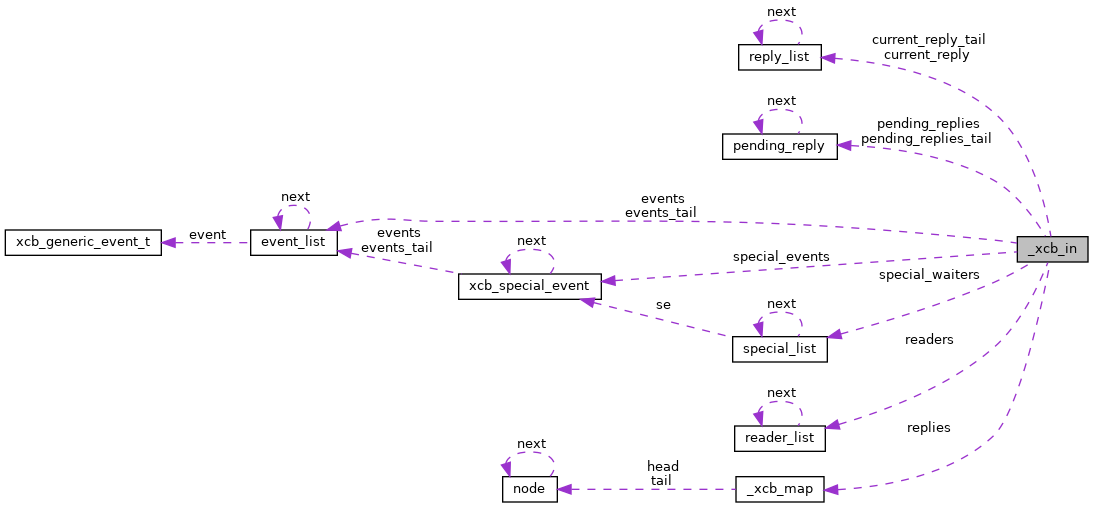 next
reply_list
current_reply_tail
current_reply
next
pending_reply
pending_replies
pending_replies_tail
next
events
events_tail
xcb_generic_event_t
event
event_list
events
events_tail
_xcb_in
next
xcb_special_event
special_events
special_waiters
se
next
special_list
readers
next
reader_list
replies
next
node
head
tail
_xcb_map